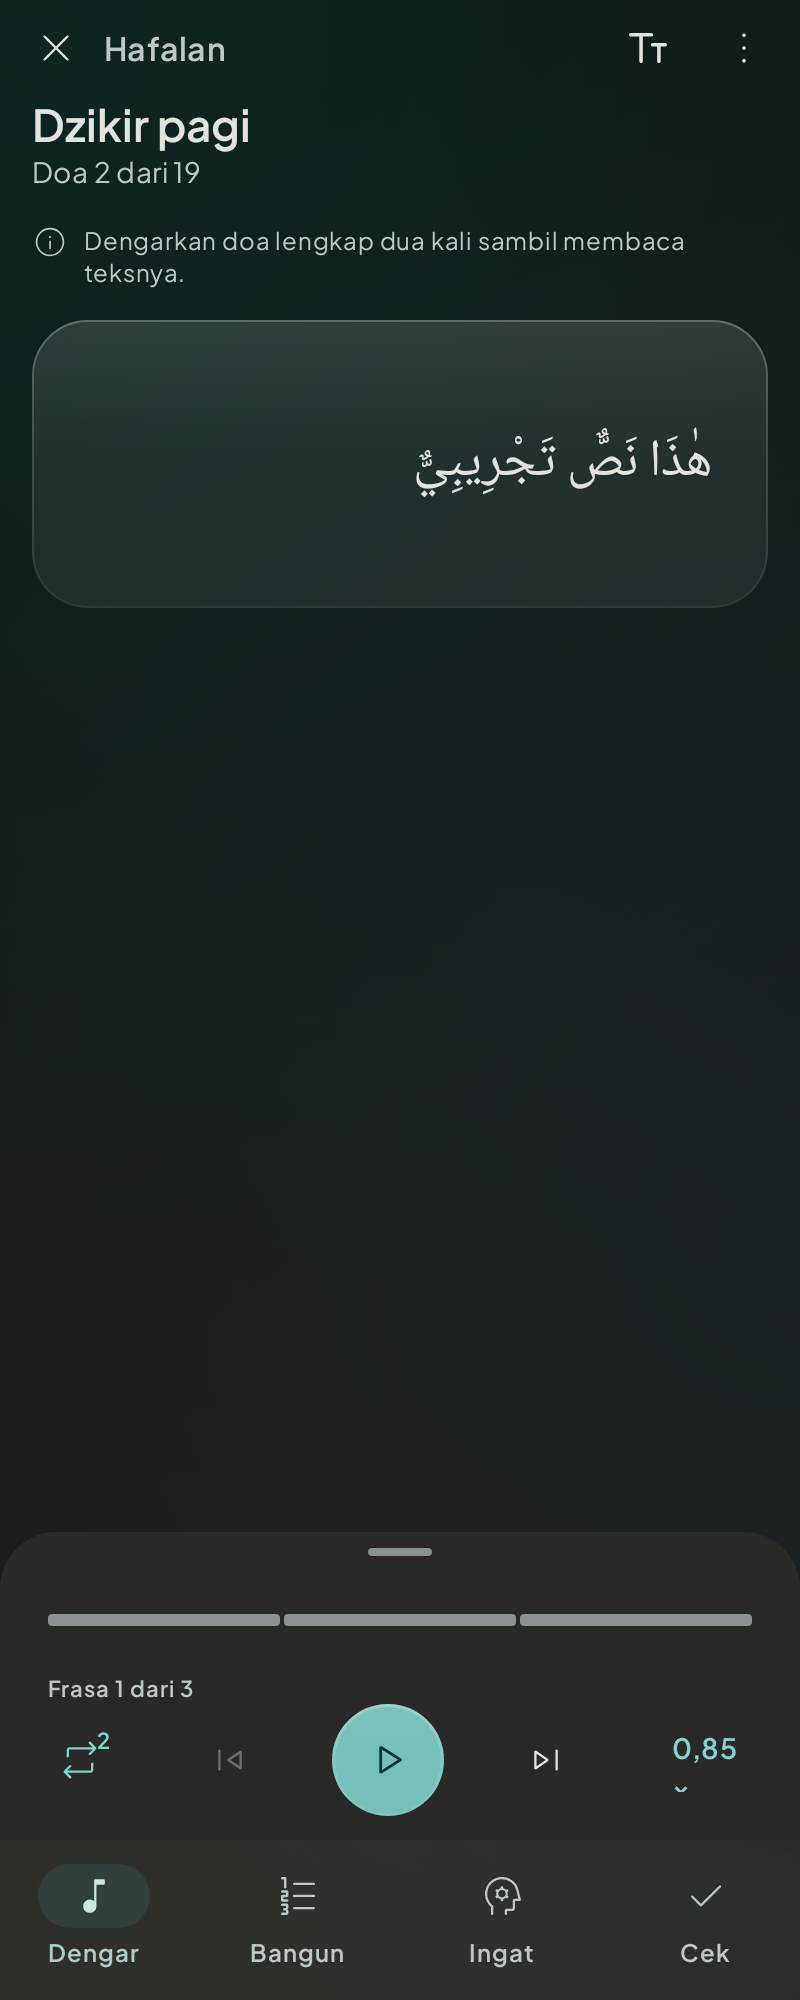 Hafalan
Dzikir pagi
Doa 2 dari 19
Dengarkan doa lengkap dua kali sambil membaca
teksnya.
هٰذَا نَصٌّ تَجْرِيبِيٌّ
Frasa 1 dari 3
2
0,85
Dengar
Bangun
Ingat
Cek